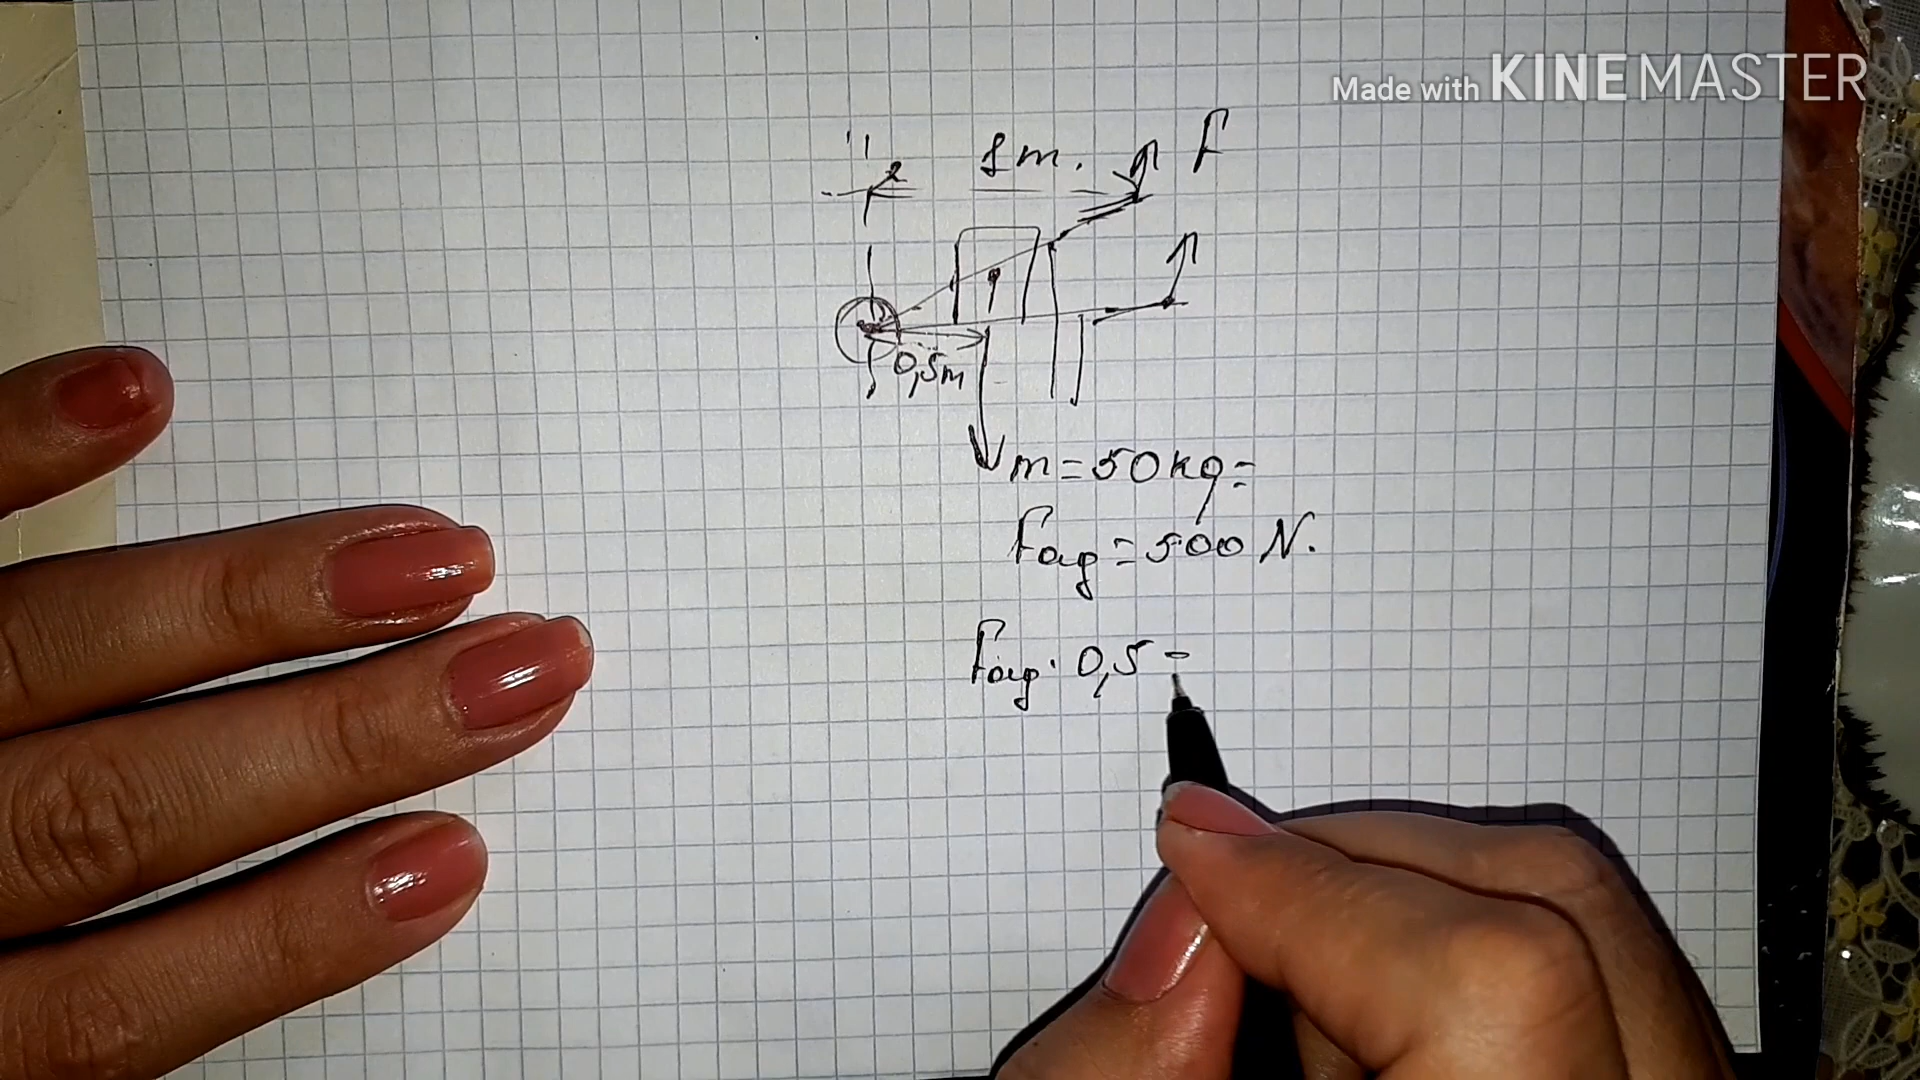 Made with KINEMASTER
1m. F
0,5m
m=50kg=
Fag=500 N.
Fag·0,5=